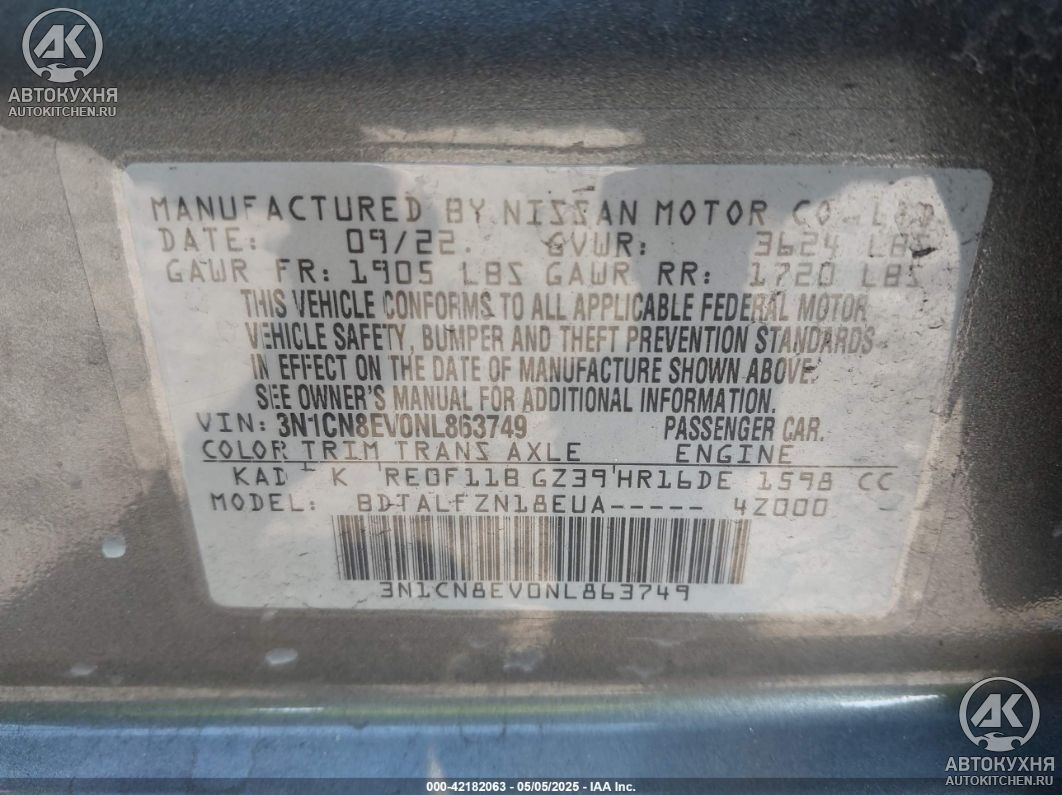 AK
АВТОКУХНЯ
AUTOKITCHEN.RU
MANUFACTURED BY NISSAN MOTOR CO.,LTD
DATE: 09/22. GVWR: 3624 LBS
GAWR FR: 1905 LBS GAWR RR: 1720 LBS
THIS VEHICLE CONFORMS TO ALL APPLICABLE FEDERAL MOTOR
VEHICLE SAFETY, BUMPER AND THEFT PREVENTION STANDARDS
IN EFFECT ON THE DATE OF MANUFACTURE SHOWN ABOVE.
SEE OWNER'S MANUAL FOR ADDITIONAL INFORMATION.
VIN: 3N1CN8EV0NL863749 PASSENGER CAR.
COLOR TRIM TRANS AXLE ENGINE
KAD K RE0F11B GZ39 HR16DE 1598 CC
MODEL: BDTALFZN18EUA----- 4Z000
3N1CN8EV0NL863749
AK
АВТОКУХНЯ
AUTOKITCHEN.RU
000-42182063 - 05/05/2025 - IAA Inc.